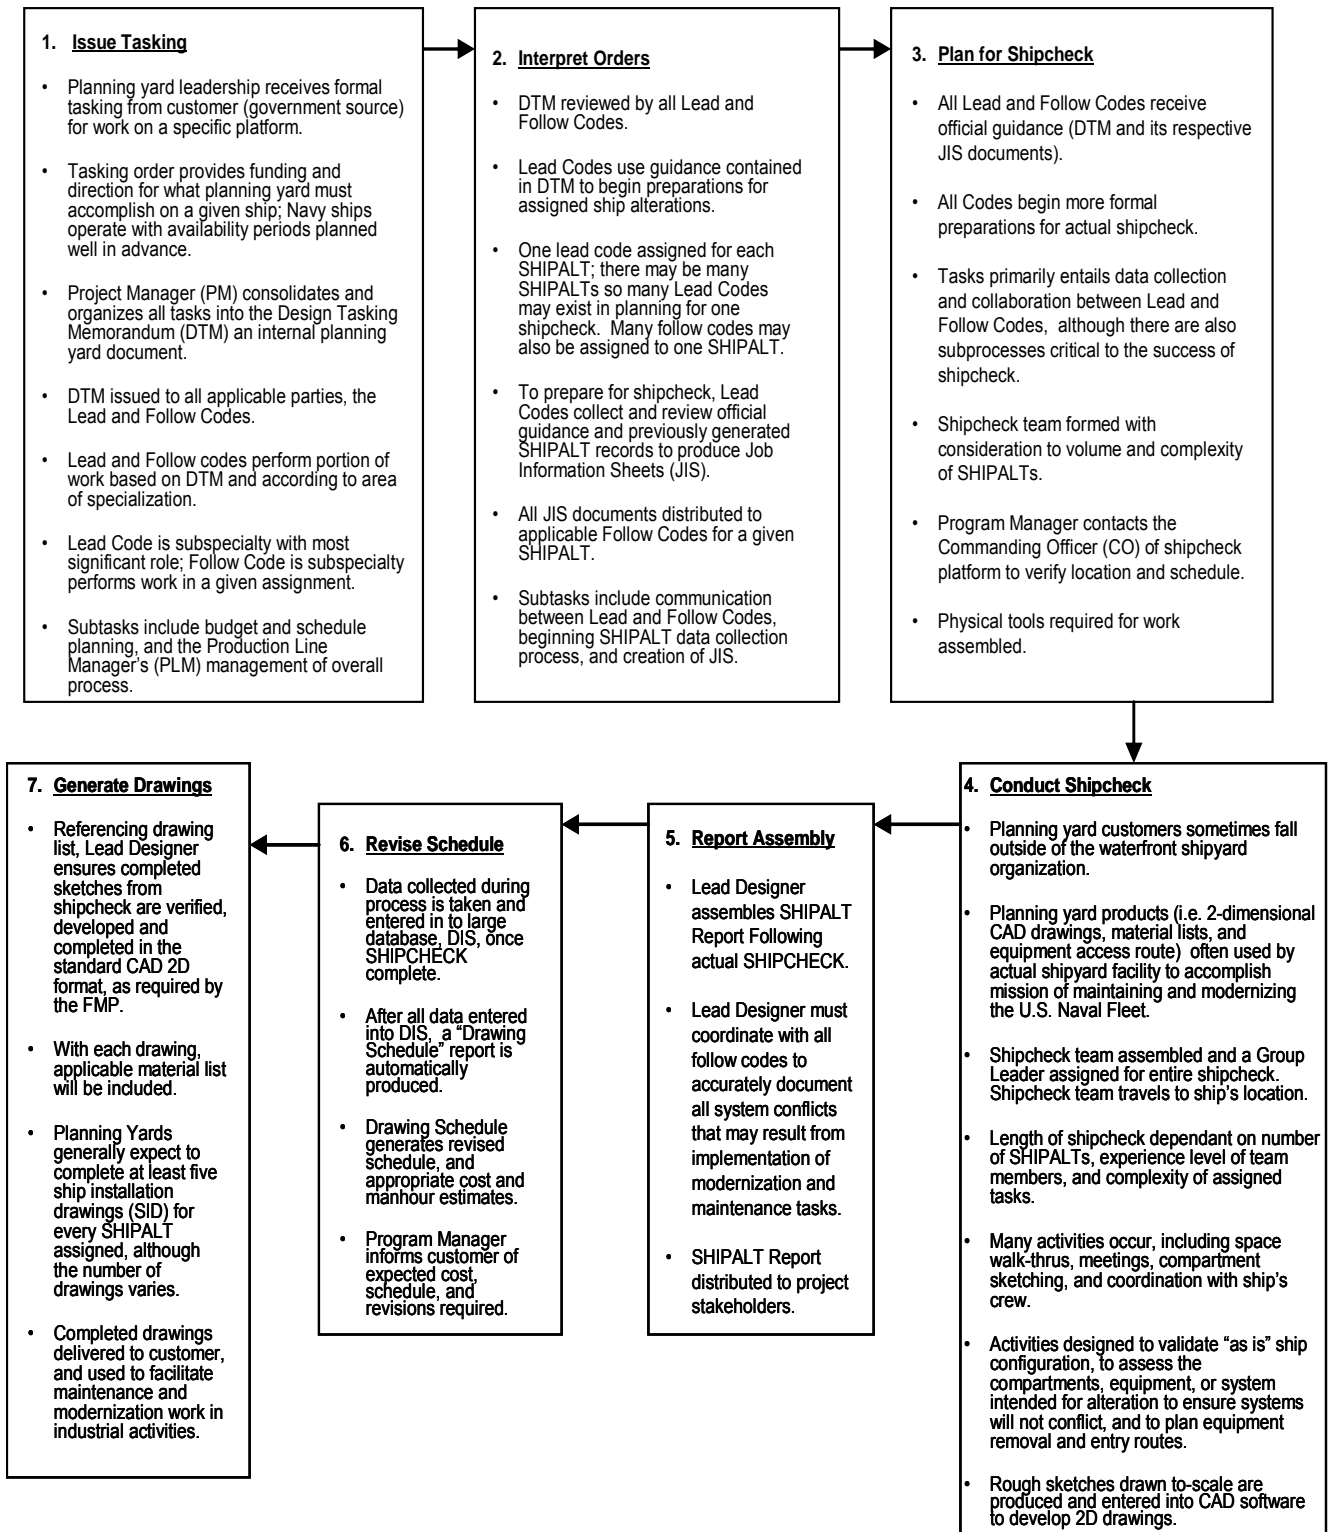 1. Issue Tasking
• Planning yard leadership receives formal
tasking from customer (government source)
for work on a specific platform.
• Tasking order provides funding and
direction for what planning yard must
accomplish on a given ship; Navy ships
operate with availability periods planned
well in advance.
• Project Manager (PM) consolidates and
organizes all tasks into the Design Tasking
Memorandum (DTM) an internal planning
yard document.
• DTM issued to all applicable parties, the
Lead and Follow Codes.
• Lead and Follow codes perform portion of
work based on DTM and according to area
of specialization.
• Lead Code is subspecialty with most
significant role; Follow Code is subspecialty
performs work in a given assignment.
• Subtasks include budget and schedule
planning, and the Production Line
Manager's (PLM) management of overall
process.
2. Interpret Orders
• DTM reviewed by all Lead and
Follow Codes.
• Lead Codes use guidance contained
in DTM to begin preparations for
assigned ship alterations.
• One lead code assigned for each
SHIPALT; there may be many
SHIPALTs so many Lead Codes
may exist in planning for one
shipcheck. Many follow codes may
also be assigned to one SHIPALT.
• To prepare for shipcheck, Lead
Codes collect and review official
guidance and previously generated
SHIPALT records to produce Job
Information Sheets (JIS).
• All JIS documents distributed to
applicable Follow Codes for a given
SHIPALT.
• Subtasks include communication
between Lead and Follow Codes,
beginning SHIPALT data collection
process, and creation of JIS.
3. Plan for Shipcheck
• All Lead and Follow Codes receive
official guidance (DTM and its respective
JIS documents).
• All Codes begin more formal
preparations for actual shipcheck.
• Tasks primarily entails data collection
and collaboration between Lead and
Follow Codes, although there are also
subprocesses critical to the success of
shipcheck.
• Shipcheck team formed with
consideration to volume and complexity
of SHIPALTs.
• Program Manager contacts the
Commanding Officer (CO) of shipcheck
platform to verify location and schedule.
• Physical tools required for work
assembled.
4. Conduct Shipcheck
• Planning yard customers sometimes fall
outside of the waterfront shipyard
organization.
• Planning yard products (i.e. 2-dimensional
CAD drawings, material lists, and
equipment access route) often used by
actual shipyard facility to accomplish
mission of maintaining and modernizing
the U.S. Naval Fleet.
• Shipcheck team assembled and a Group
Leader assigned for entire shipcheck.
Shipcheck team travels to ship's location.
• Length of shipcheck dependant on number
of SHIPALTs, experience level of team
members, and complexity of assigned
tasks.
• Many activities occur, including space
walk-thrus, meetings, compartment
sketching, and coordination with ship's
crew.
• Activities designed to validate "as is" ship
configuration, to assess the
compartments, equipment, or system
intended for alteration to ensure systems
will not conflict, and to plan equipment
removal and entry routes.
• Rough sketches drawn to-scale are
produced and entered into CAD software
to develop 2D drawings.
5. Report Assembly
• Lead Designer
assembles SHIPALT
Report Following
actual SHIPCHECK.
• Lead Designer must
coordinate with all
follow codes to
accurately document
all system conflicts
that may result from
implementation of
modernization and
maintenance tasks.
• SHIPALT Report
distributed to project
stakeholders.
6. Revise Schedule
• Data collected during
process is taken and
entered in to large
database, DIS, once
SHIPCHECK
complete.
• After all data entered
into DIS, a "Drawing
Schedule" report is
automatically
produced.
• Drawing Schedule
generates revised
schedule, and
appropriate cost and
manhour estimates.
• Program Manager
informs customer of
expected cost,
schedule, and
revisions required.
7. Generate Drawings
• Referencing drawing
list, Lead Designer
ensures completed
sketches from
shipcheck are verified,
developed and
completed in the
standard CAD 2D
format, as required by
the FMP.
• With each drawing,
applicable material list
will be included.
• Planning Yards
generally expect to
complete at least five
ship installation
drawings (SID) for
every SHIPALT
assigned, although
the number of
drawings varies.
• Completed drawings
delivered to customer,
and used to facilitate
maintenance and
modernization work in
industrial activities.